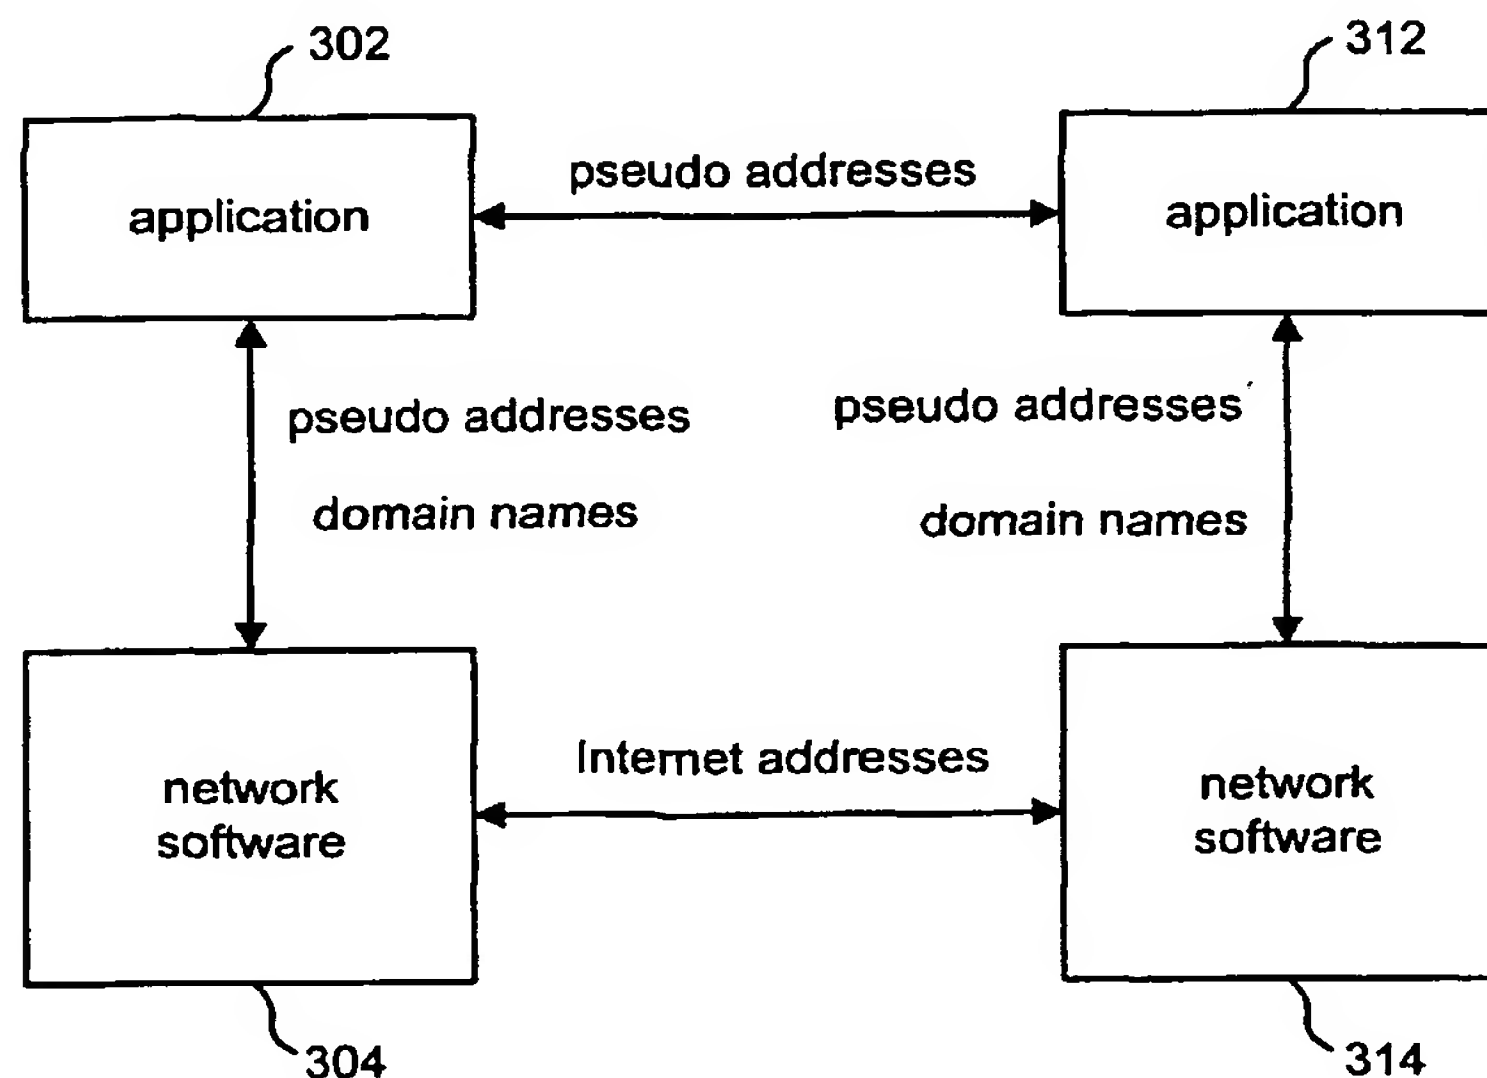 302
312
pseudo addresses
application
application
pseudo addresses
pseudo addresses
domain names
domain names
Internet addresses
network
software
network
software
304
314